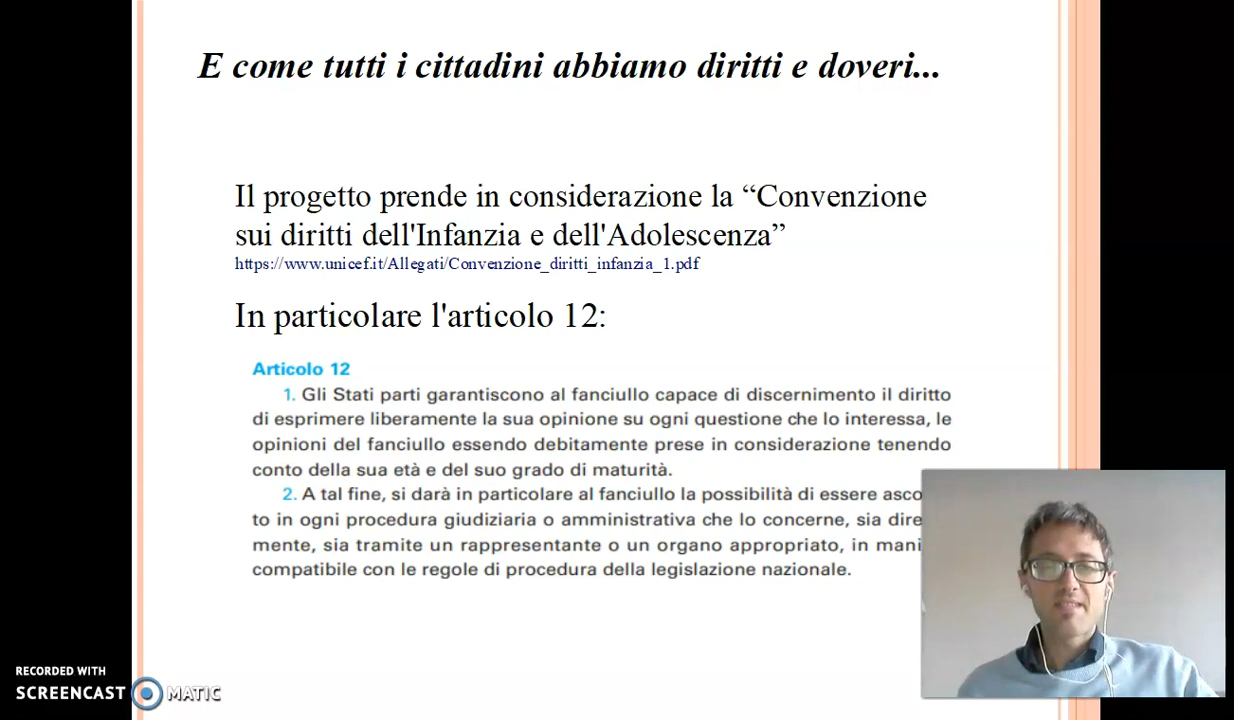 E come tutti i cittadini abbiamo diritti e doveri...
Il progetto prende in considerazione la “Convenzione
sui diritti dell'Infanzia e dell'Adolescenza”
https://www.unicef.it/Allegati/Convenzione_diritti_infanzia_1.pdf
In particolare l'articolo 12:
Articolo 12
1. Gli Stati parti garantiscono al fanciullo capace di discernimento il diritto
di esprimere liberamente la sua opinione su ogni questione che lo interessa, le
opinioni del fanciullo essendo debitamente prese in considerazione tenendo
conto della sua età e del suo grado di maturità.
2. A tal fine, si darà in particolare al fanciullo la possibilità di essere asco
to in ogni procedura giudiziaria o amministrativa che lo concerne, sia dire
mente, sia tramite un rappresentante o un organo appropriato, in mani
compatibile con le regole di procedura della legislazione nazionale.
RECORDED WITH
SCREENCAST MATIC